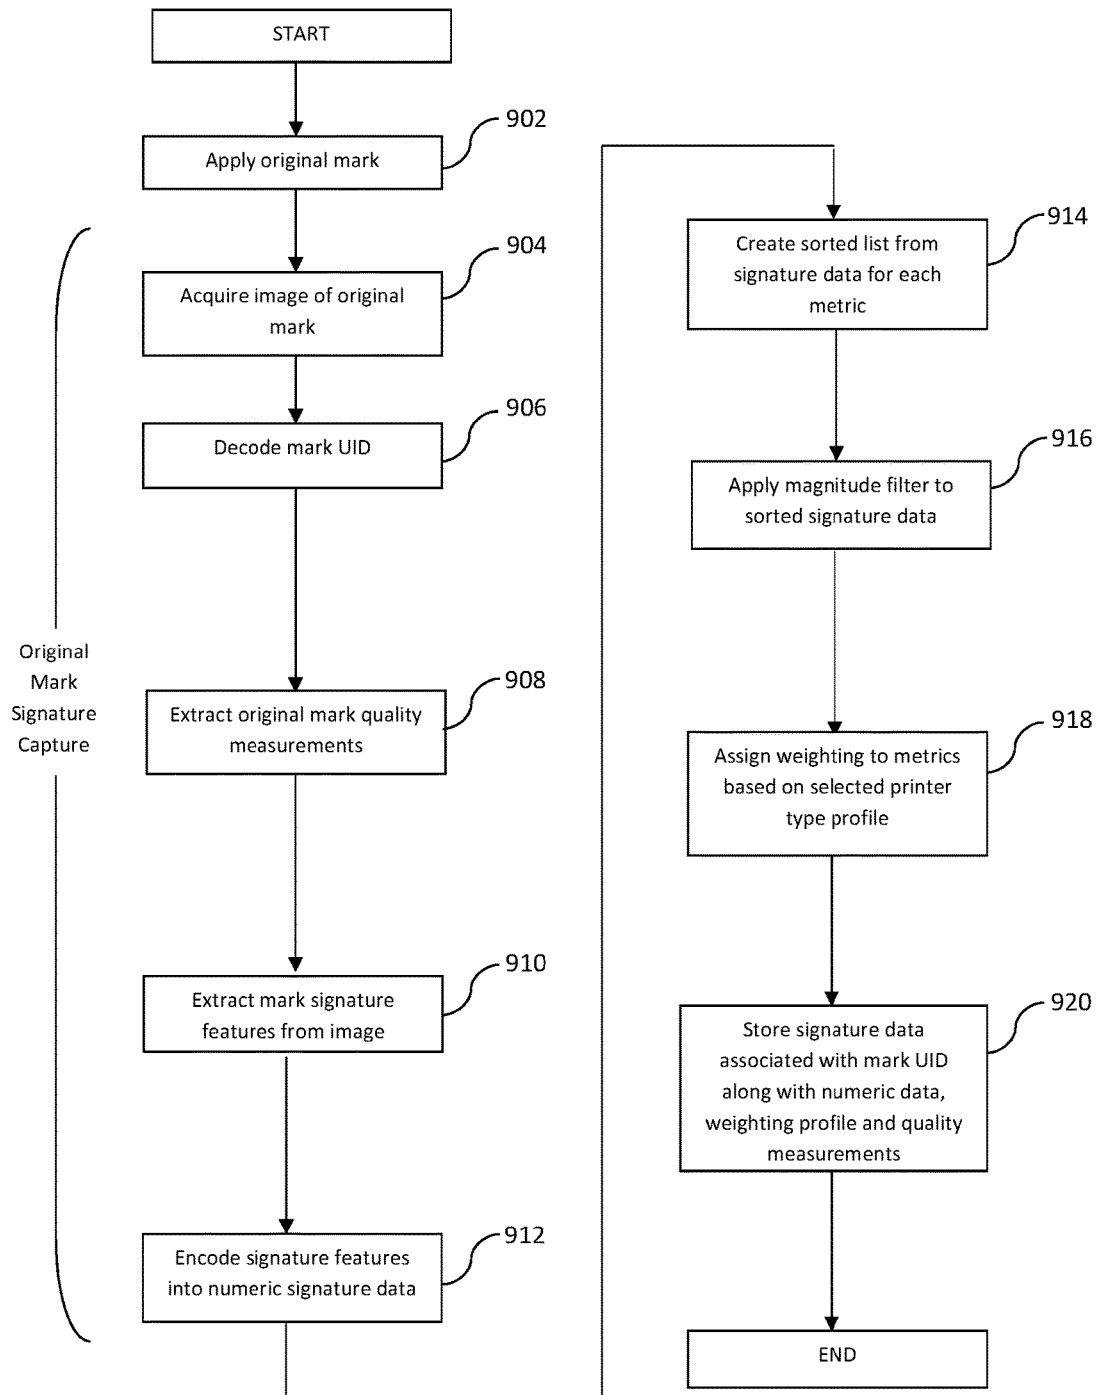 START
902
Apply original mark
904
Acquire image of original
mark
906
Decode mark UID
Original
Mark
Signature
Capture
908
Extract original mark quality
measurements
910
Extract mark signature
features from image
912
Encode signature features
into numeric signature data
914
Create sorted list from
signature data for each
metric
916
Apply magnitude filter to
sorted signature data
918
Assign weighting to metrics
based on selected printer
type profile
920
Store signature data
associated with mark UID
along with numeric data,
weighting profile and quality
measurements
END